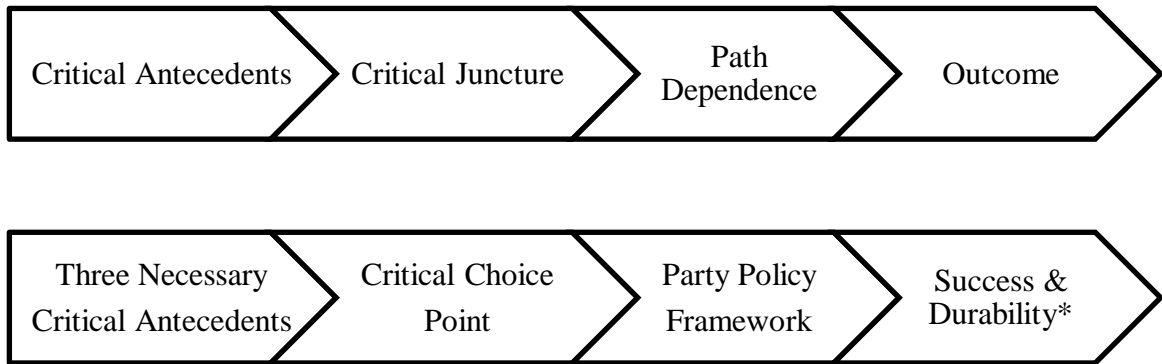 Critical Antecedents
Critical Juncture
Path
Dependence
Outcome
Three Necessary
Critical Antecedents
Critical Choice
Point
Party Policy
Framework
Success &
Durability*